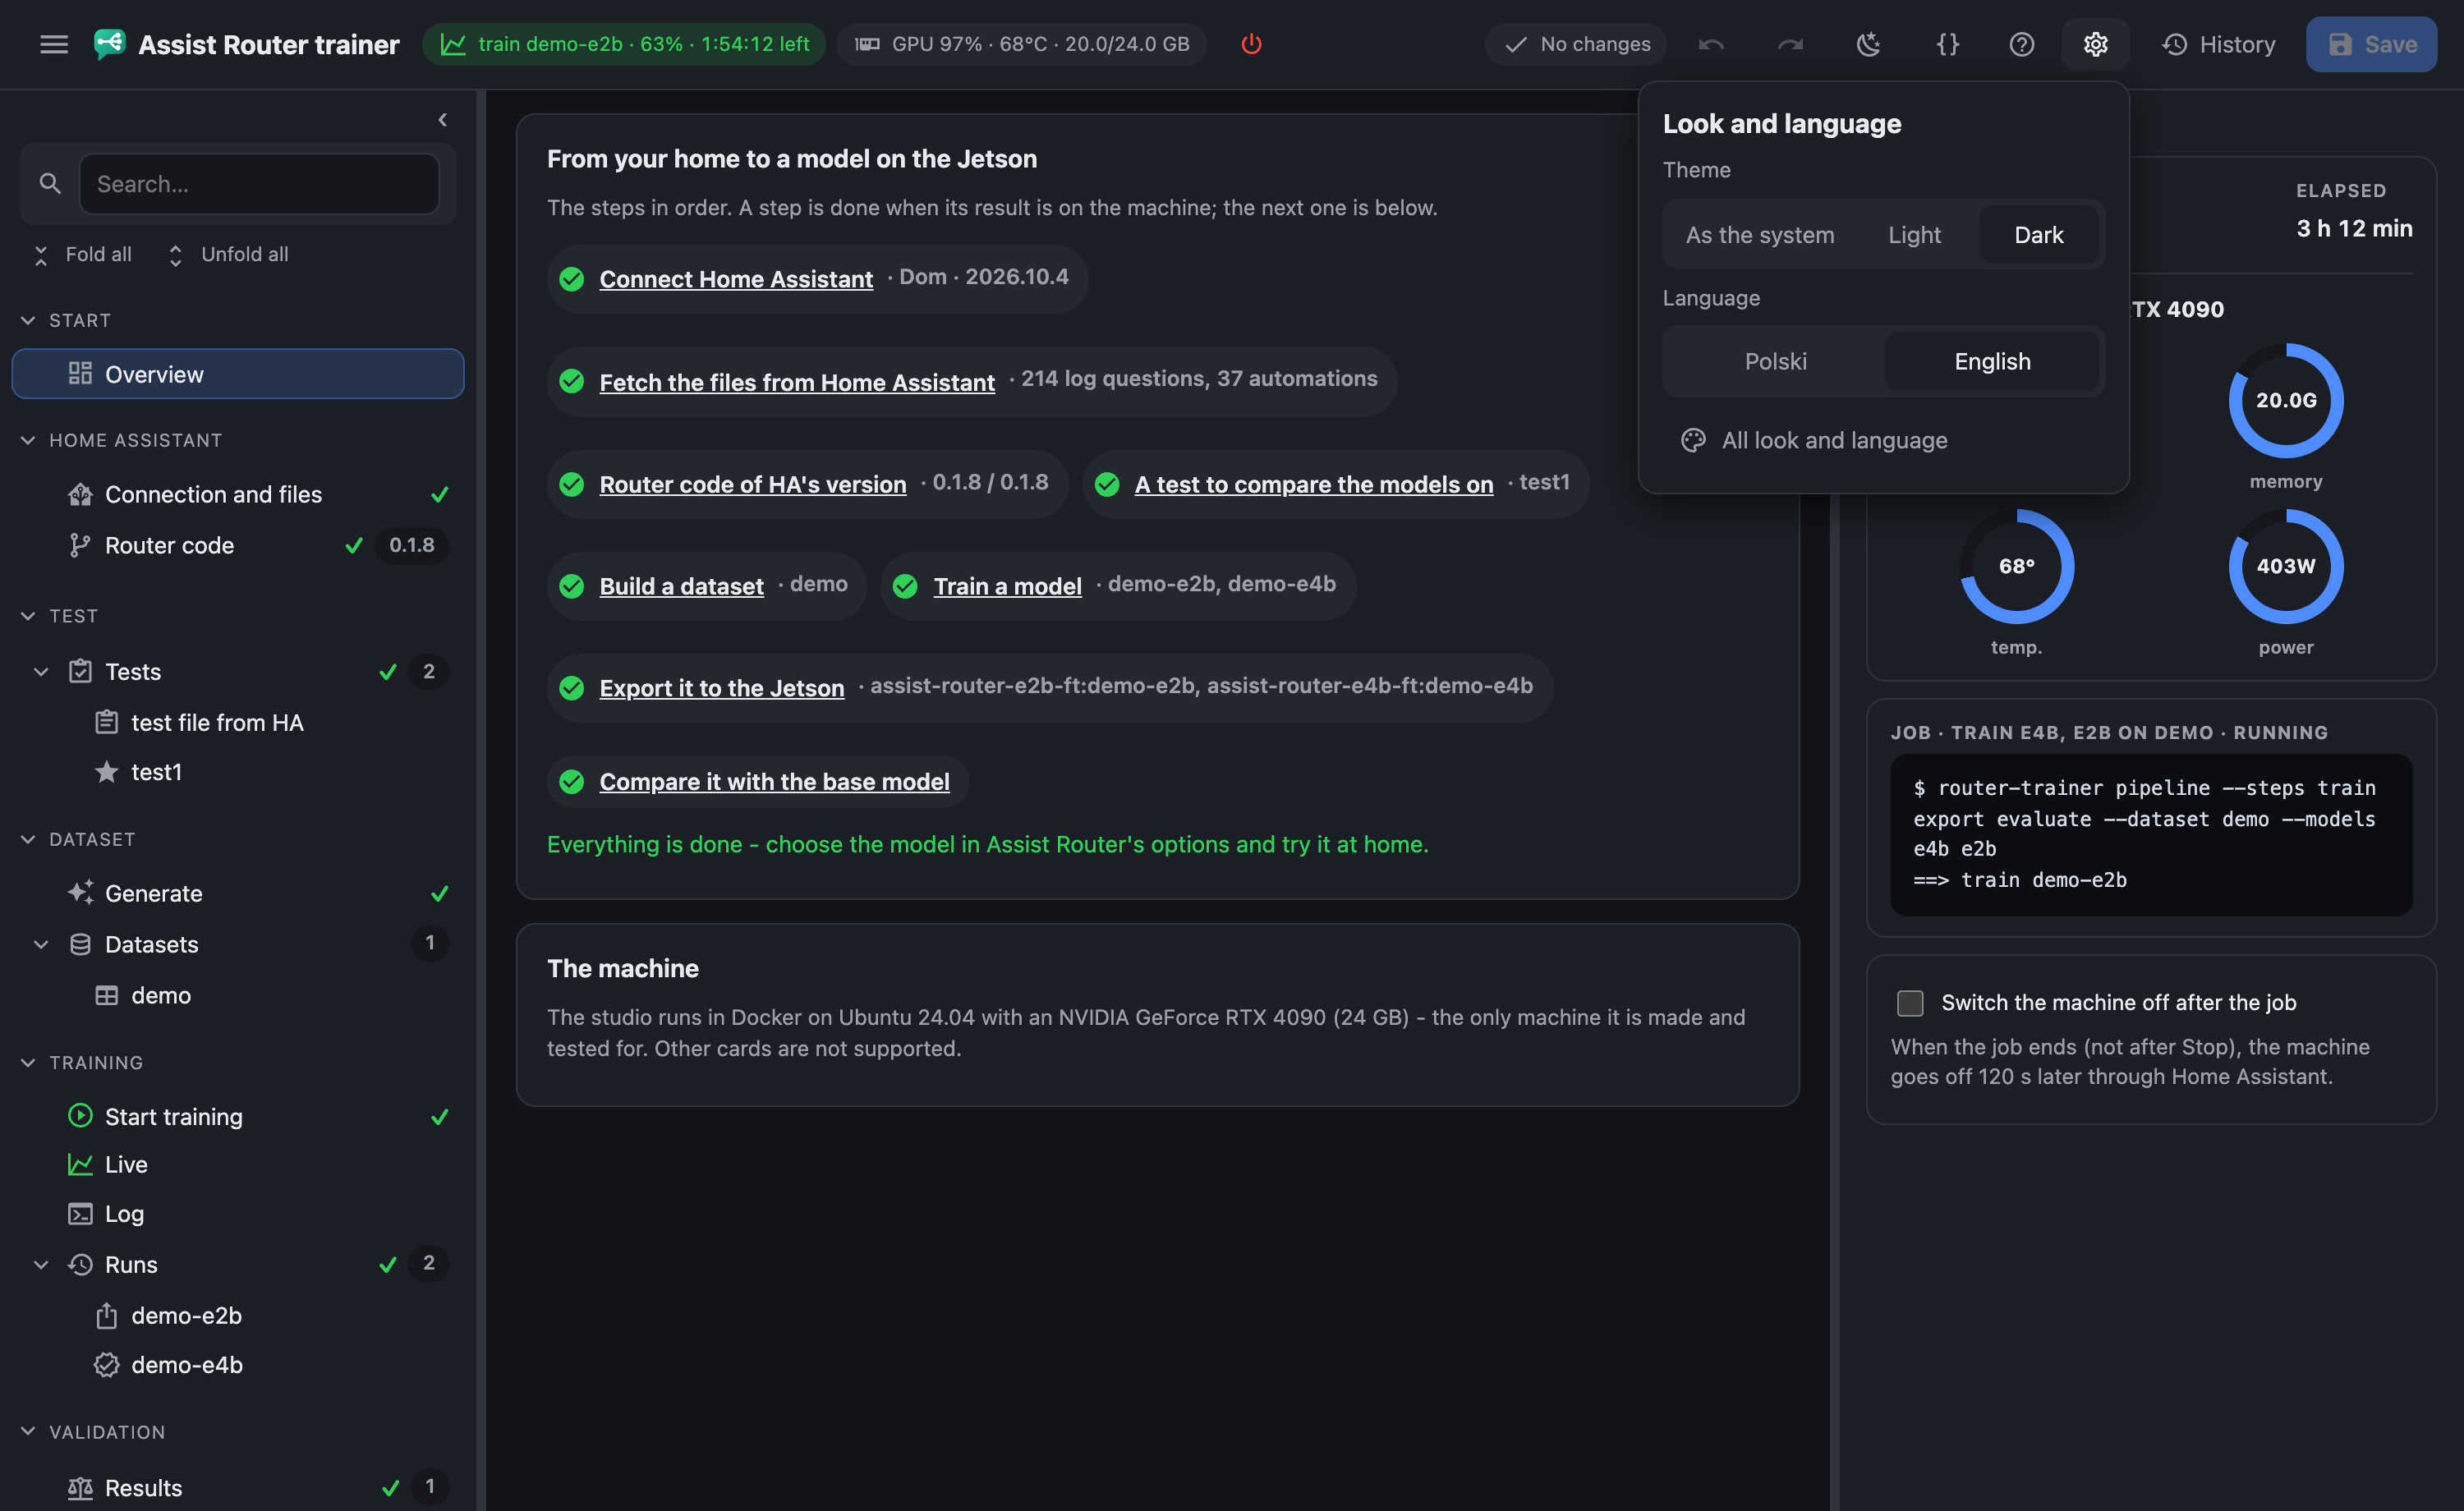 Assist Router trainer
train demo-e2b · 63% · 1:54:12 left
GPU 97% · 68°C · 20.0/24.0 GB
No changes
{}
History
Save
Search...
Fold all
Unfold all
START
Overview
HOME ASSISTANT
Connection and files
Router code
0.1.8
TEST
Tests
2
test file from HA
test1
DATASET
Generate
Datasets
1
demo
TRAINING
Start training
Live
Log
Runs
2
demo-e2b
demo-e4b
VALIDATION
Results
1
From your home to a model on the Jetson
The steps in order. A step is done when its result is on the machine; the next one is below.
Connect Home Assistant · Dom · 2026.10.4
Fetch the files from Home Assistant · 214 log questions, 37 automations
Router code of HA's version · 0.1.8 / 0.1.8
A test to compare the models on · test1
Build a dataset · demo
Train a model · demo-e2b, demo-e4b
Export it to the Jetson · assist-router-e2b-ft:demo-e2b, assist-router-e4b-ft:demo-e4b
Compare it with the base model
Everything is done - choose the model in Assist Router's options and try it at home.
The machine
The studio runs in Docker on Ubuntu 24.04 with an NVIDIA GeForce RTX 4090 (24 GB) - the only machine it is made and
tested for. Other cards are not supported.
Look and language
Theme
As the system
Light
Dark
Language
Polski
English
All look and language
ELAPSED
3 h 12 min
TX 4090
20.0G
memory
68°
temp.
403W
power
JOB · TRAIN E4B, E2B ON DEMO · RUNNING
$ router-trainer pipeline --steps train
export evaluate --dataset demo --models
e4b e2b
==> train demo-e2b
Switch the machine off after the job
When the job ends (not after Stop), the machine
goes off 120 s later through Home Assistant.